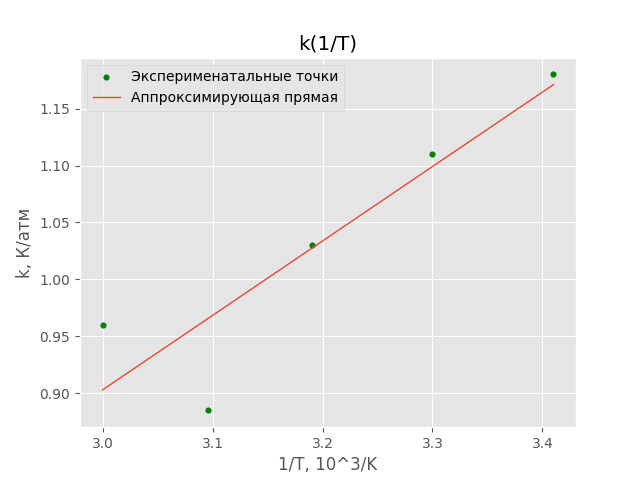 k(1/T)
Эксперименатальные точки
Аппроксимирующая прямая
k, К/атм
1.15
1.10
1.05
1.00
0.95
0.90
3.0 3.1 3.2 3.3 3.4
1/T, 10^3/K